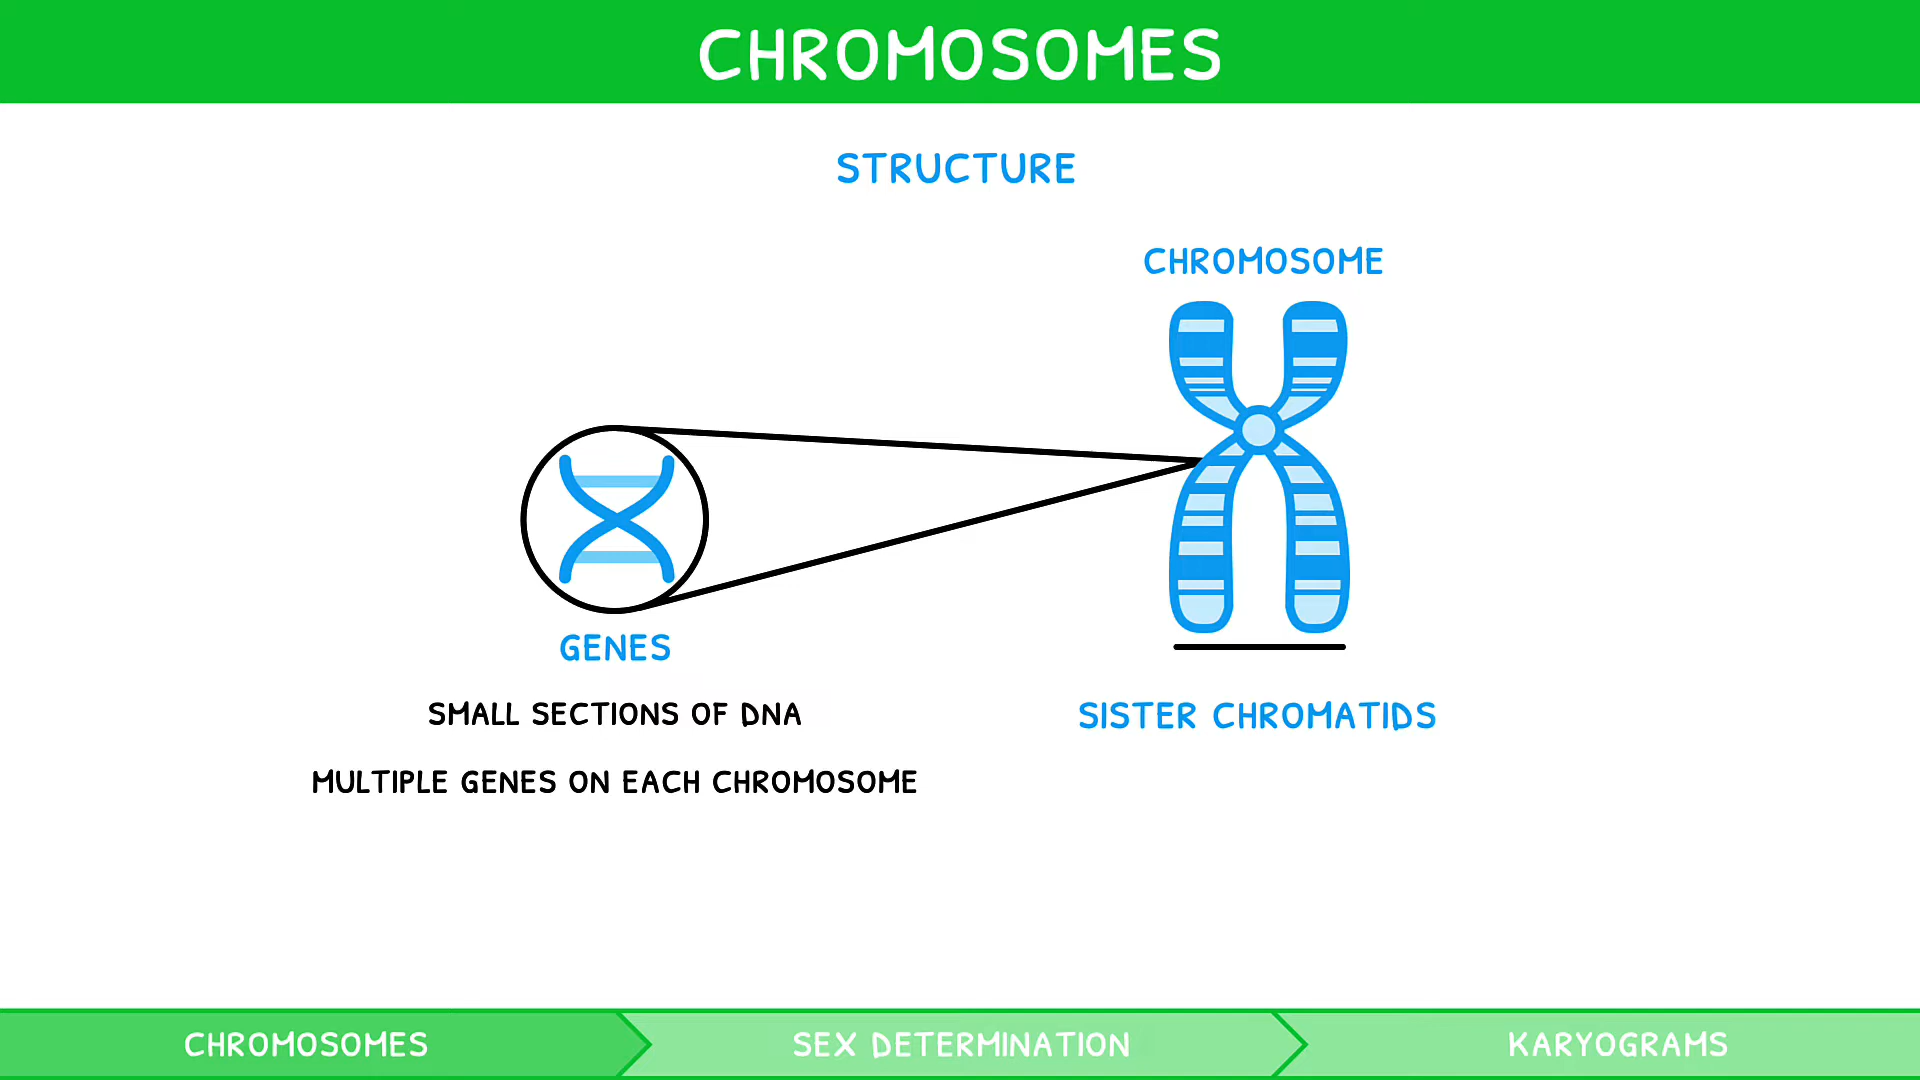 CHROMOSOMES
STRUCTURE
CHROMOSOME
GENES
SMALL SECTIONS OF DNA
MULTIPLE GENES ON EACH CHROMOSOME
SISTER CHROMATIDS
CHROMOSOMES
SEX DETERMINATION
KARYOGRAMS